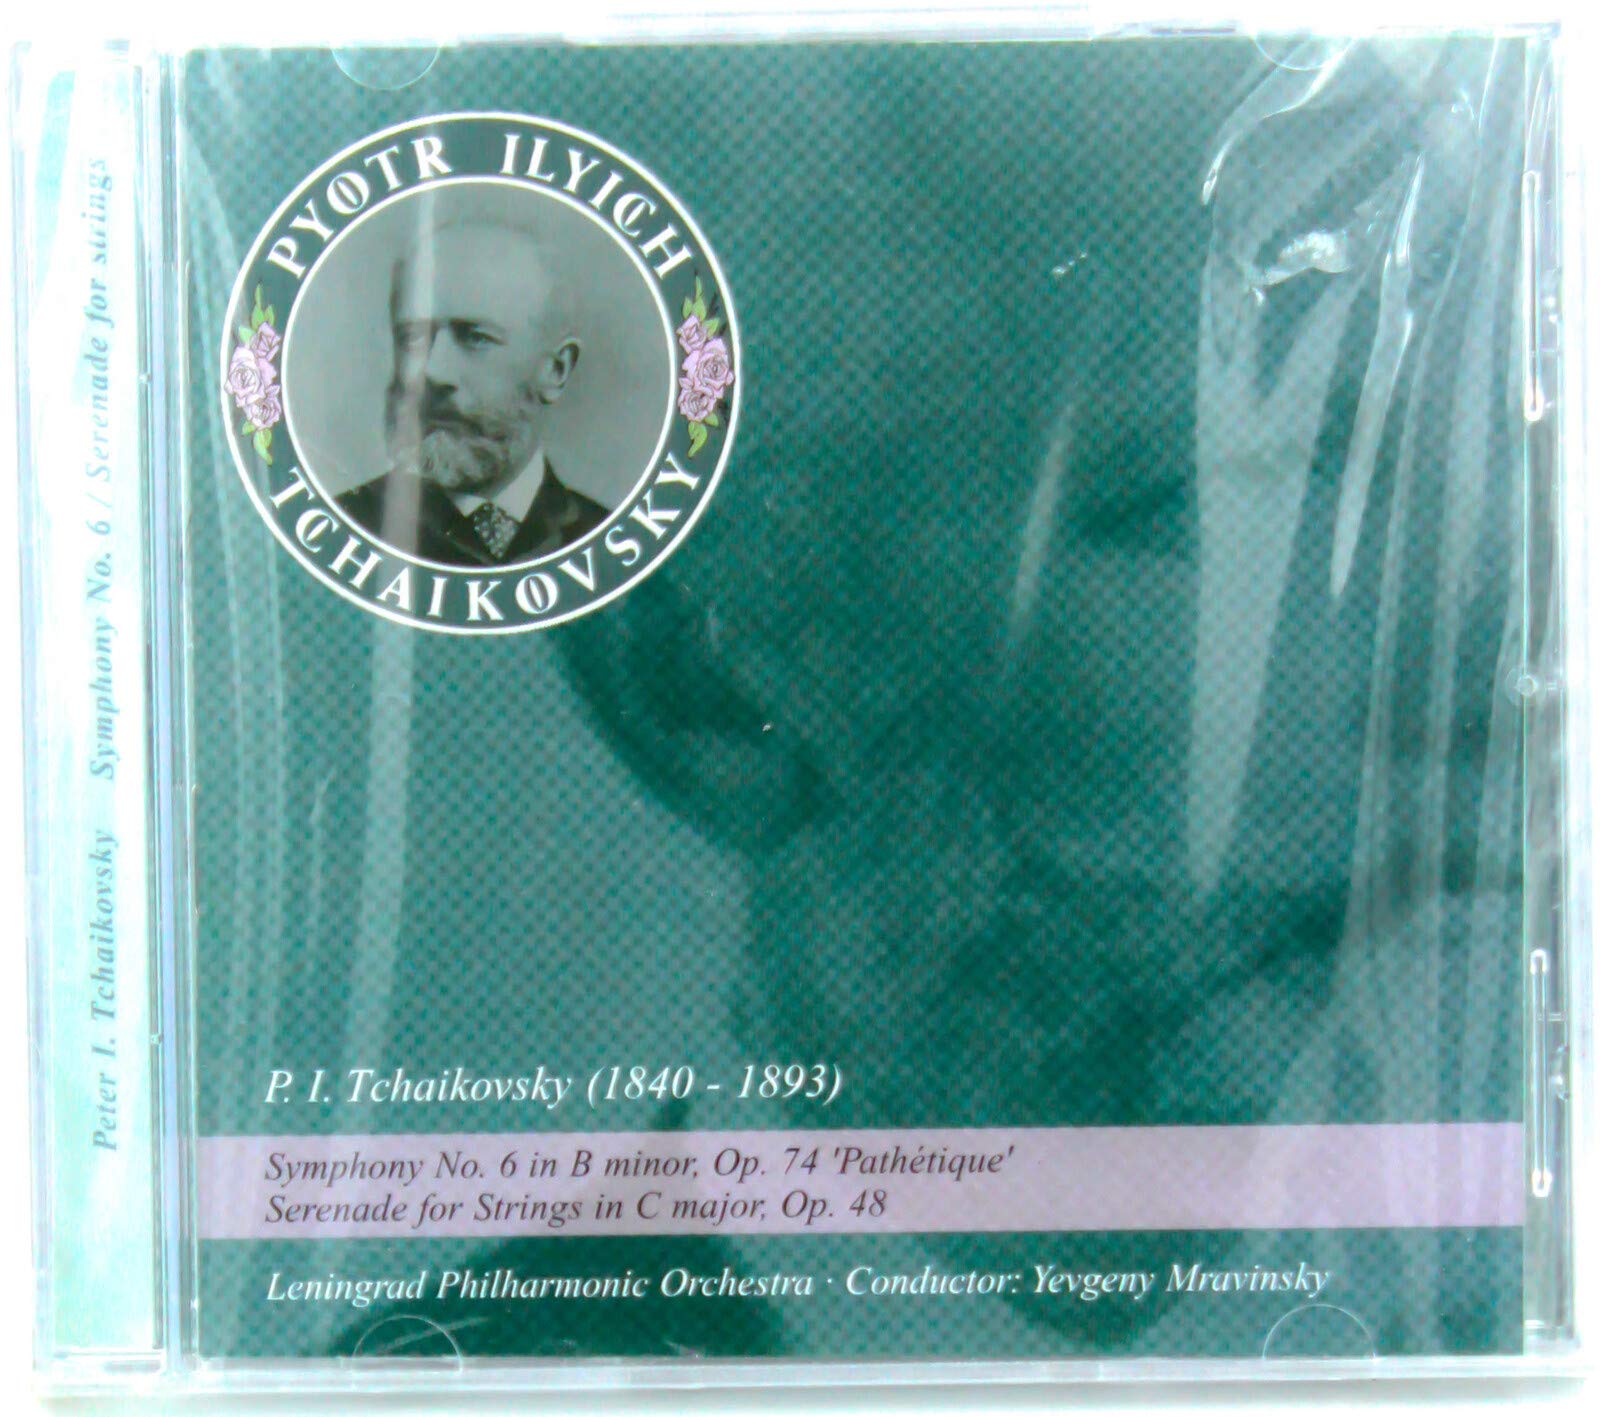 Peter I. Tchaikovsky Symphony No. 6 / Serenade for strings
PYOTR ILYICH
TCHAIKOVSKY
P. I. Tchaikovsky (1840 - 1893)
Symphony No. 6 in B minor, Op. 74 'Pathétique'
Serenade for Strings in C major, Op. 48
Leningrad Philharmonic Orchestra · Conductor: Yevgeny Mravinsky